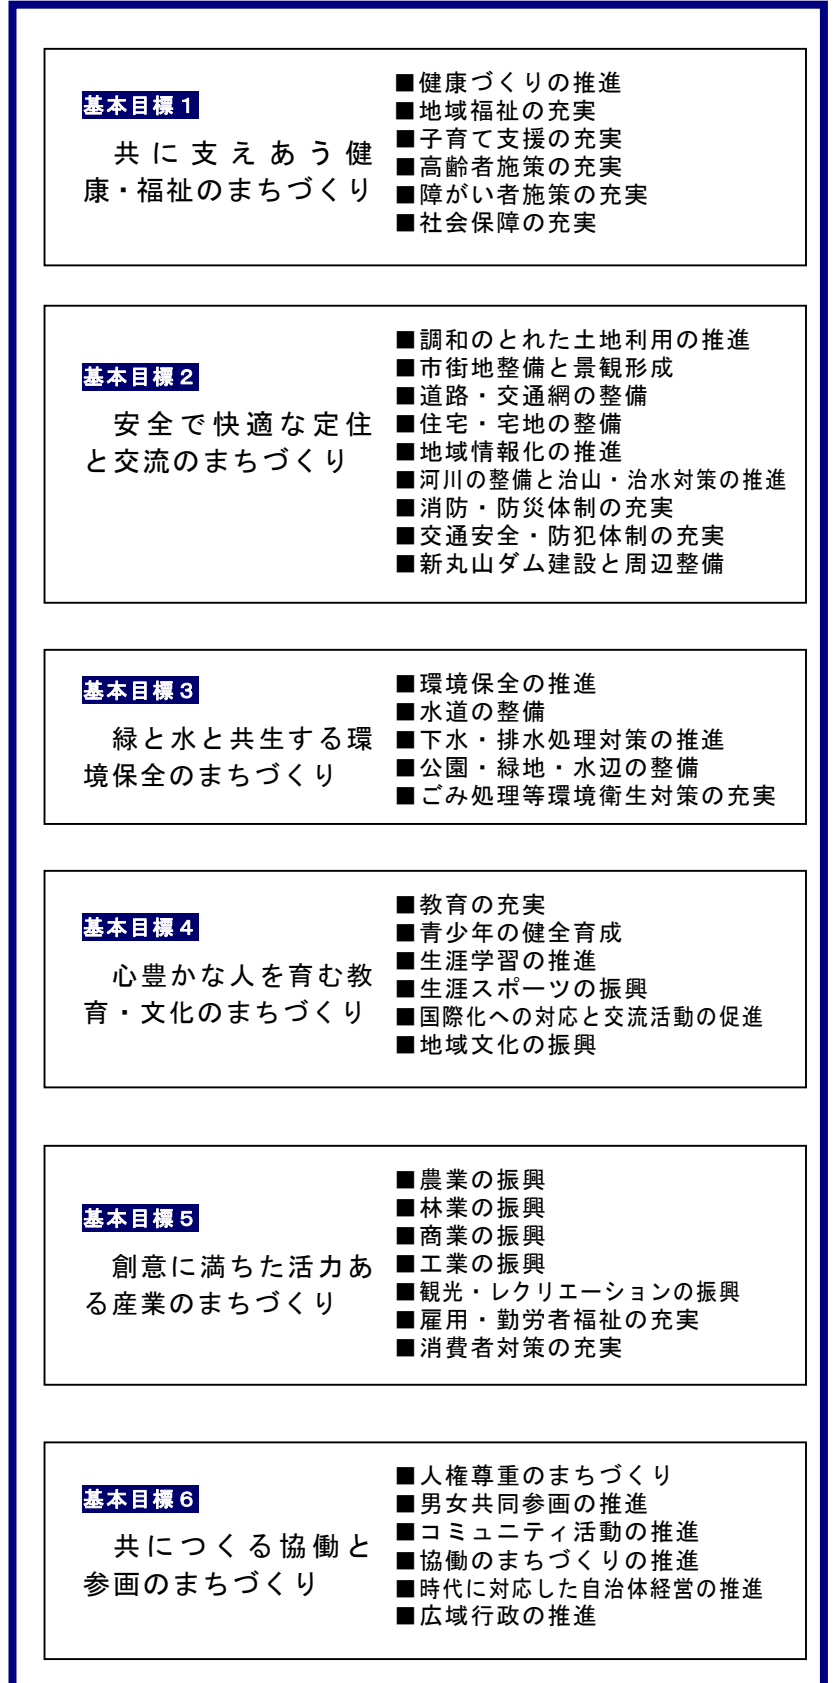 基本目標１
共に支えあう健
康・福祉のまちづくり
■健康づくりの推進
■地域福祉の充実
■子育て支援の充実
■高齢者施策の充実
■障がい者施策の充実
■社会保障の充実
基本目標２
安全で快適な定住
と交流のまちづくり
■調和のとれた土地利用の推進
■市街地整備と景観形成
■道路・交通網の整備
■住宅・宅地の整備
■地域情報化の推進
■河川の整備と治山・治水対策の推進
■消防・防災体制の充実
■交通安全・防犯体制の充実
■新丸山ダム建設と周辺整備
基本目標３
緑と水と共生する環
境保全のまちづくり
■環境保全の推進
■水道の整備
■下水・排水処理対策の推進
■公園・緑地・水辺の整備
■ごみ処理等環境衛生対策の充実
基本目標４
心豊かな人を育む教
育・文化のまちづくり
■教育の充実
■青少年の健全育成
■生涯学習の推進
■生涯スポーツの振興
■国際化への対応と交流活動の促進
■地域文化の振興
基本目標５
創意に満ちた活力あ
る産業のまちづくり
■農業の振興
■林業の振興
■商業の振興
■工業の振興
■観光・レクリエーションの振興
■雇用・勤労者福祉の充実
■消費者対策の充実
基本目標６
共につくる協働と
参画のまちづくり
■人権尊重のまちづくり
■男女共同参画の推進
■コミュニティ活動の推進
■協働のまちづくりの推進
■時代に対応した自治体経営の推進
■広域行政の推進